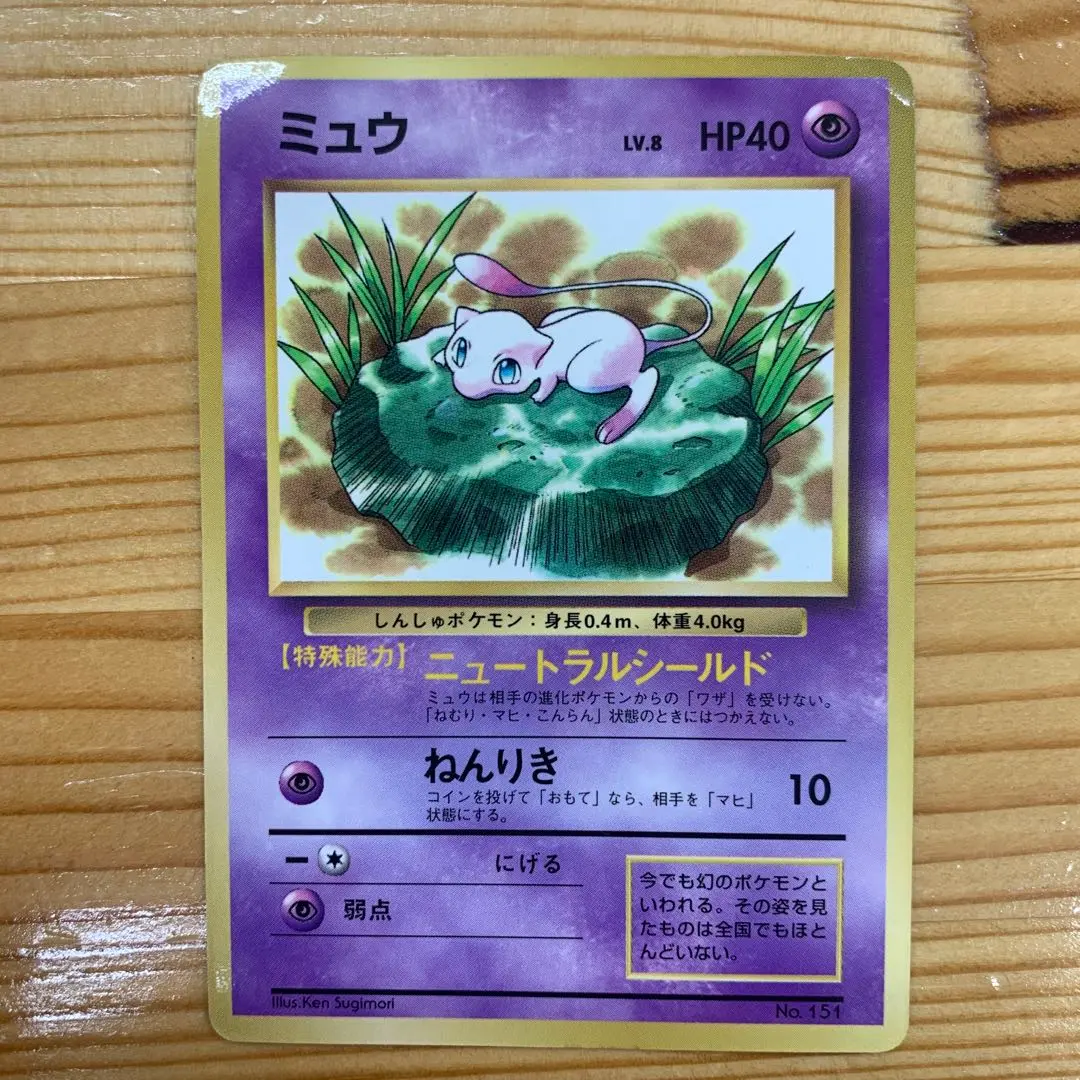 ミュウ LV.8 HP40
しんしゅポケモン：身長0.4m、体重4.0kg
【特殊能力】 ニュートラルシールド
ミュウは相手の進化ポケモンからの「ワザ」を受けない。
「ねむり・マヒ・こんらん」状態のときにはつかえない。
ねんりき 10
コインを投げて「おもて」なら、相手を「マヒ」
状態にする。
ー にげる
弱点
今でも幻のポケモンと
いわれる。その姿を見
たものは全国でもほと
んどいない。
Illus.Ken Sugimori
No. 151